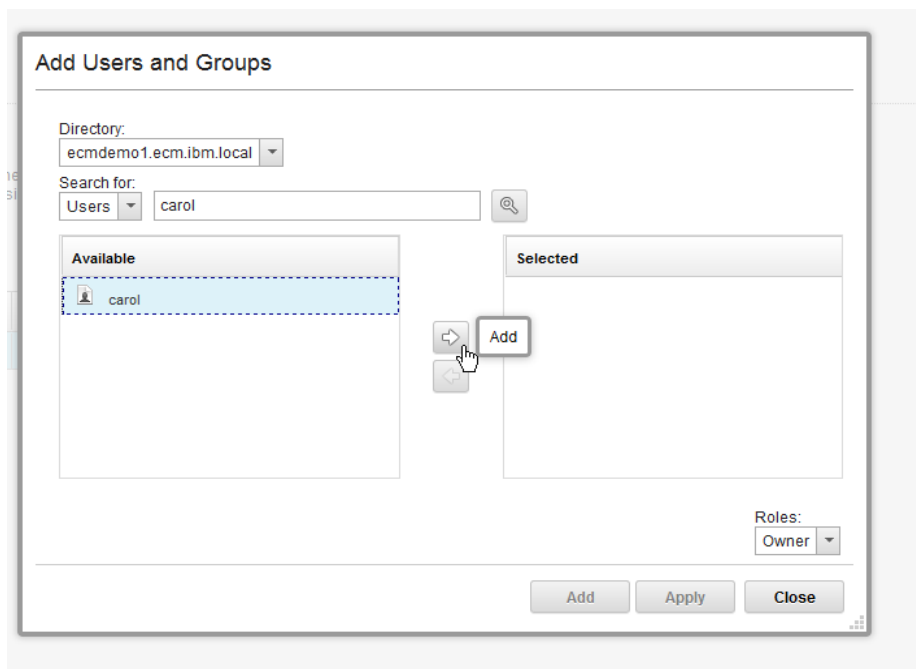 Add Users and Groups
Directory:
ecmdemo1.ecm.ibm.local
Search for:
Users carol
Available Selected
carol
Add
Roles:
Owner
Add Apply Close